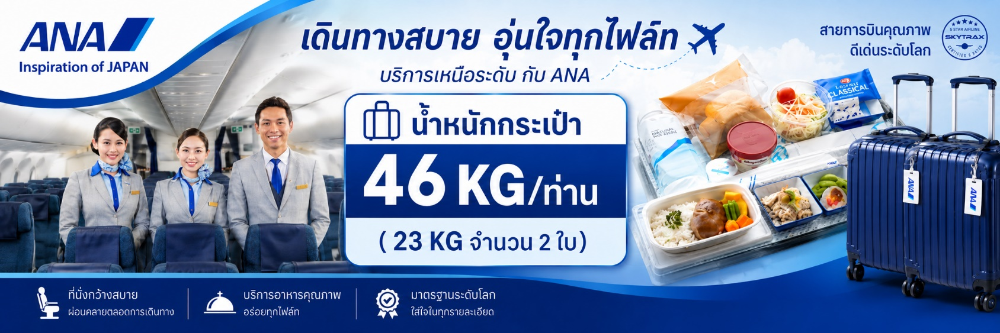 ANA
Inspiration of JAPAN
เดินทางสบาย อุ่นใจทุกไฟล์ท
บริการเหนือระดับ กับ ANA
สายการบินคุณภาพ
ดีเด่นระดับโลก
5 STAR AIRLINE
SKYTRAX
CERTIFIED & RATED
น้ำหนักกระเป๋า
46 KG/ท่าน
( 23 KG จำนวน 2 ใบ)
NATURAL
CLASSICAL
Häagen-Dazs
ANA
ANA
ANA
ที่นั่งกว้างสบาย
ผ่อนคลายตลอดการเดินทาง
บริการอาหารคุณภาพ
อร่อยทุกไฟล์ท
มาตรฐานระดับโลก
ใส่ใจในทุกรายละเอียด